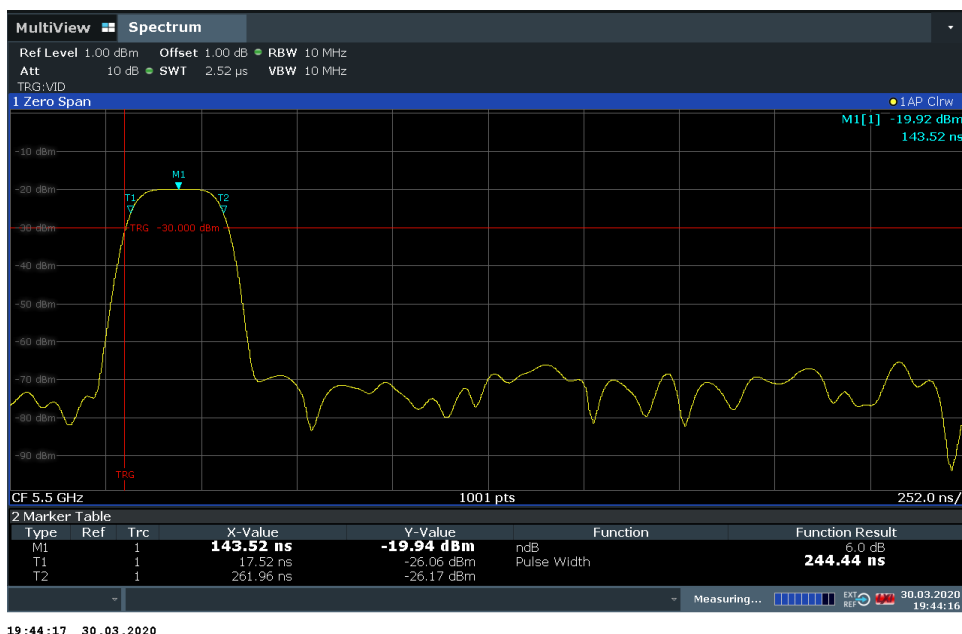 MultiView Spectrum
Ref Level 1.00 dBm Offset 1.00 dB RBW 10 MHz
Att 10 dB SWT 2.52 µs VBW 10 MHz
TRG:VID
1 Zero Span 1AP Clrw
M1[1] -19.92 dBm
143.52 ns
-10 dBm
M1
-20 dBm
T1 T2
-30 dBm
TRG -30.000 dBm
-40 dBm
-50 dBm
-60 dBm
-70 dBm
-80 dBm
-90 dBm
TRG
CF 5.5 GHz 1001 pts 252.0 ns/
2 Marker Table
Type Ref Trc X-Value Y-Value Function Function Result
M1 1 143.52 ns -19.94 dBm ndB 6.0 dB
T1 1 17.52 ns -26.06 dBm Pulse Width 244.44 ns
T2 1 261.96 ns -26.17 dBm
Measuring... EXT REF 30.03.2020
19:44:16
19:44:17 30.03.2020